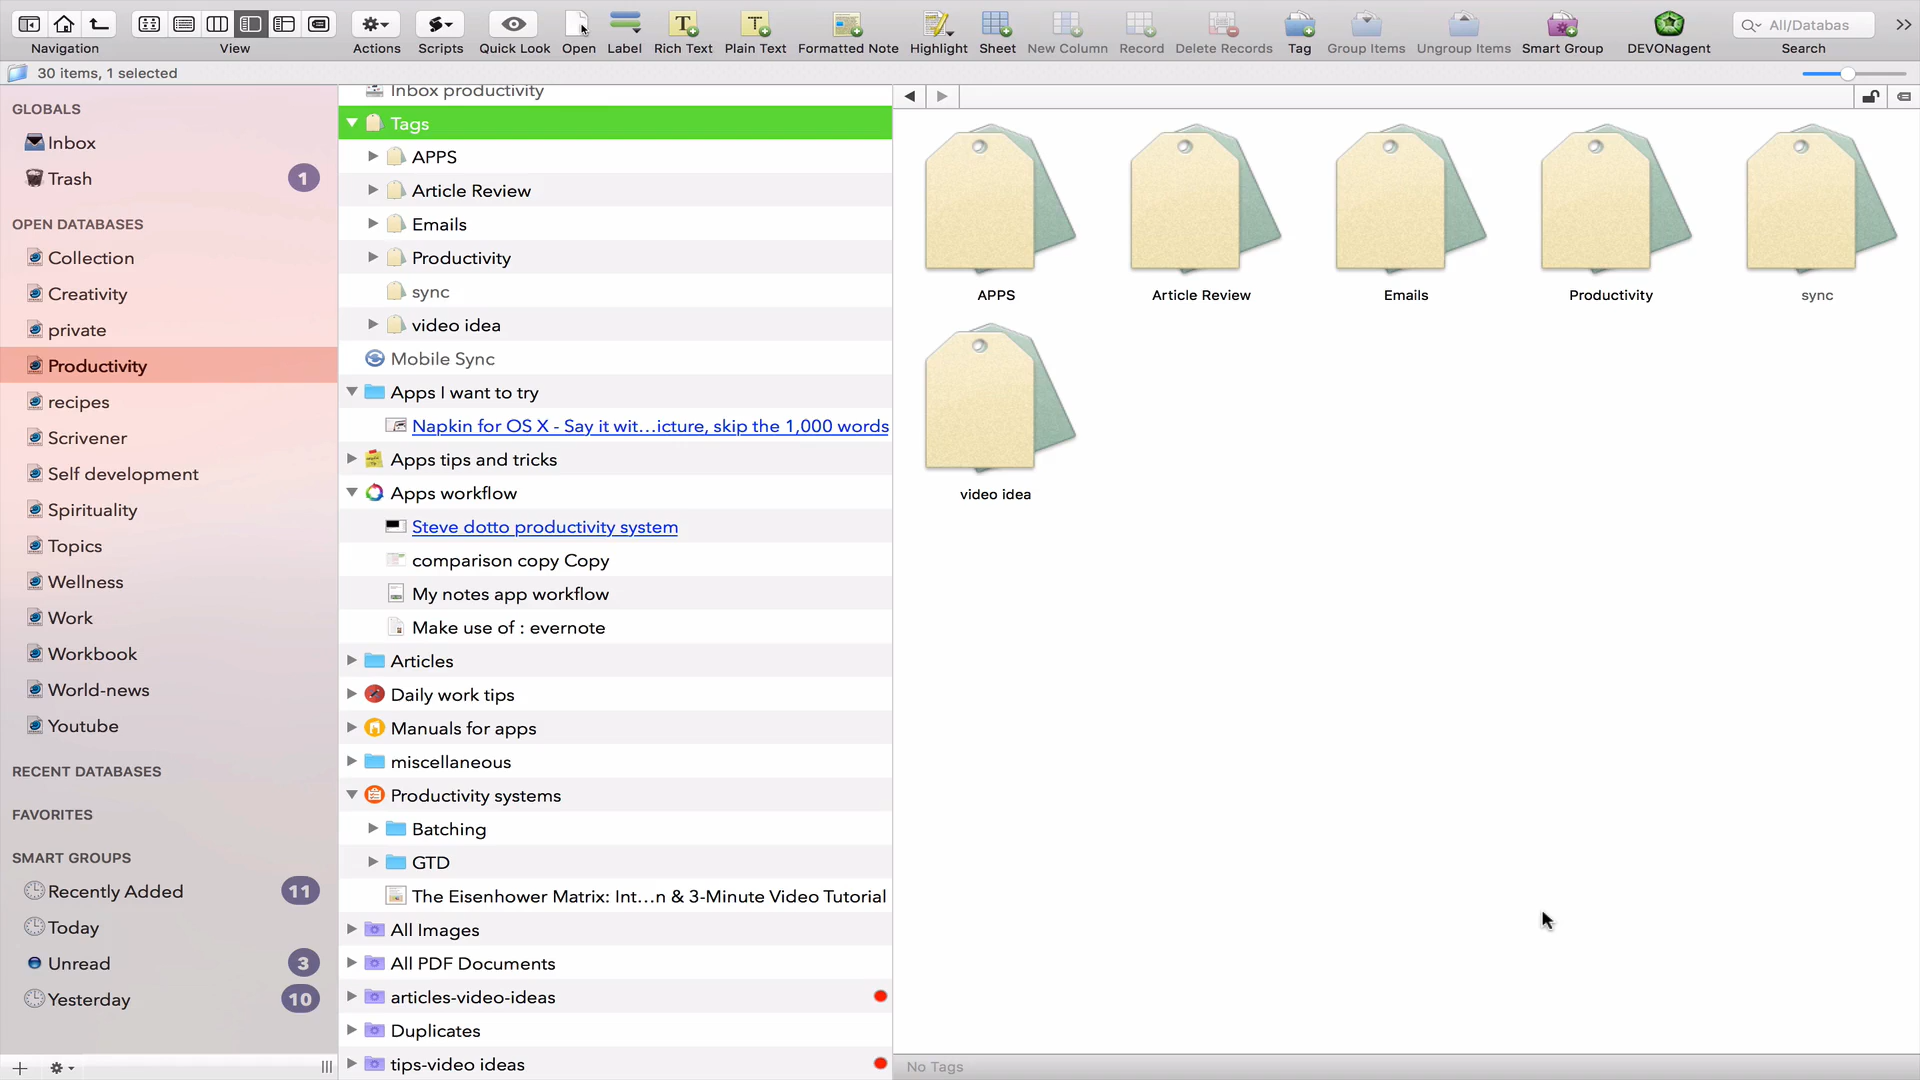 Navigation
View
Actions
Scripts
Quick Look
Open
Label
Rich Text
Plain Text
Formatted Note
Highlight
Sheet
New Column
Record
Delete Records
Tag
Group Items
Ungroup Items
Smart Group
DEVONagent
All/Databas
Search
30 items, 1 selected
GLOBALS
Inbox
Trash 1
OPEN DATABASES
Collection
Creativity
private
Productivity
recipes
Scrivener
Self development
Spirituality
Topics
Wellness
Work
Workbook
World-news
Youtube
RECENT DATABASES
FAVORITES
SMART GROUPS
Recently Added 11
Today
Unread 3
Yesterday 10
Inbox productivity
Tags
APPS
Article Review
Emails
Productivity
sync
video idea
Mobile Sync
Apps I want to try
Napkin for OS X - Say it wit...icture, skip the 1,000 words
Apps tips and tricks
Apps workflow
Steve dotto productivity system
comparison copy Copy
My notes app workflow
Make use of : evernote
Articles
Daily work tips
Manuals for apps
miscellaneous
Productivity systems
Batching
GTD
The Eisenhower Matrix: Int...n & 3-Minute Video Tutorial
All Images
All PDF Documents
articles-video-ideas
Duplicates
tips-video ideas
APPS
Article Review
Emails
Productivity
sync
video idea
No Tags